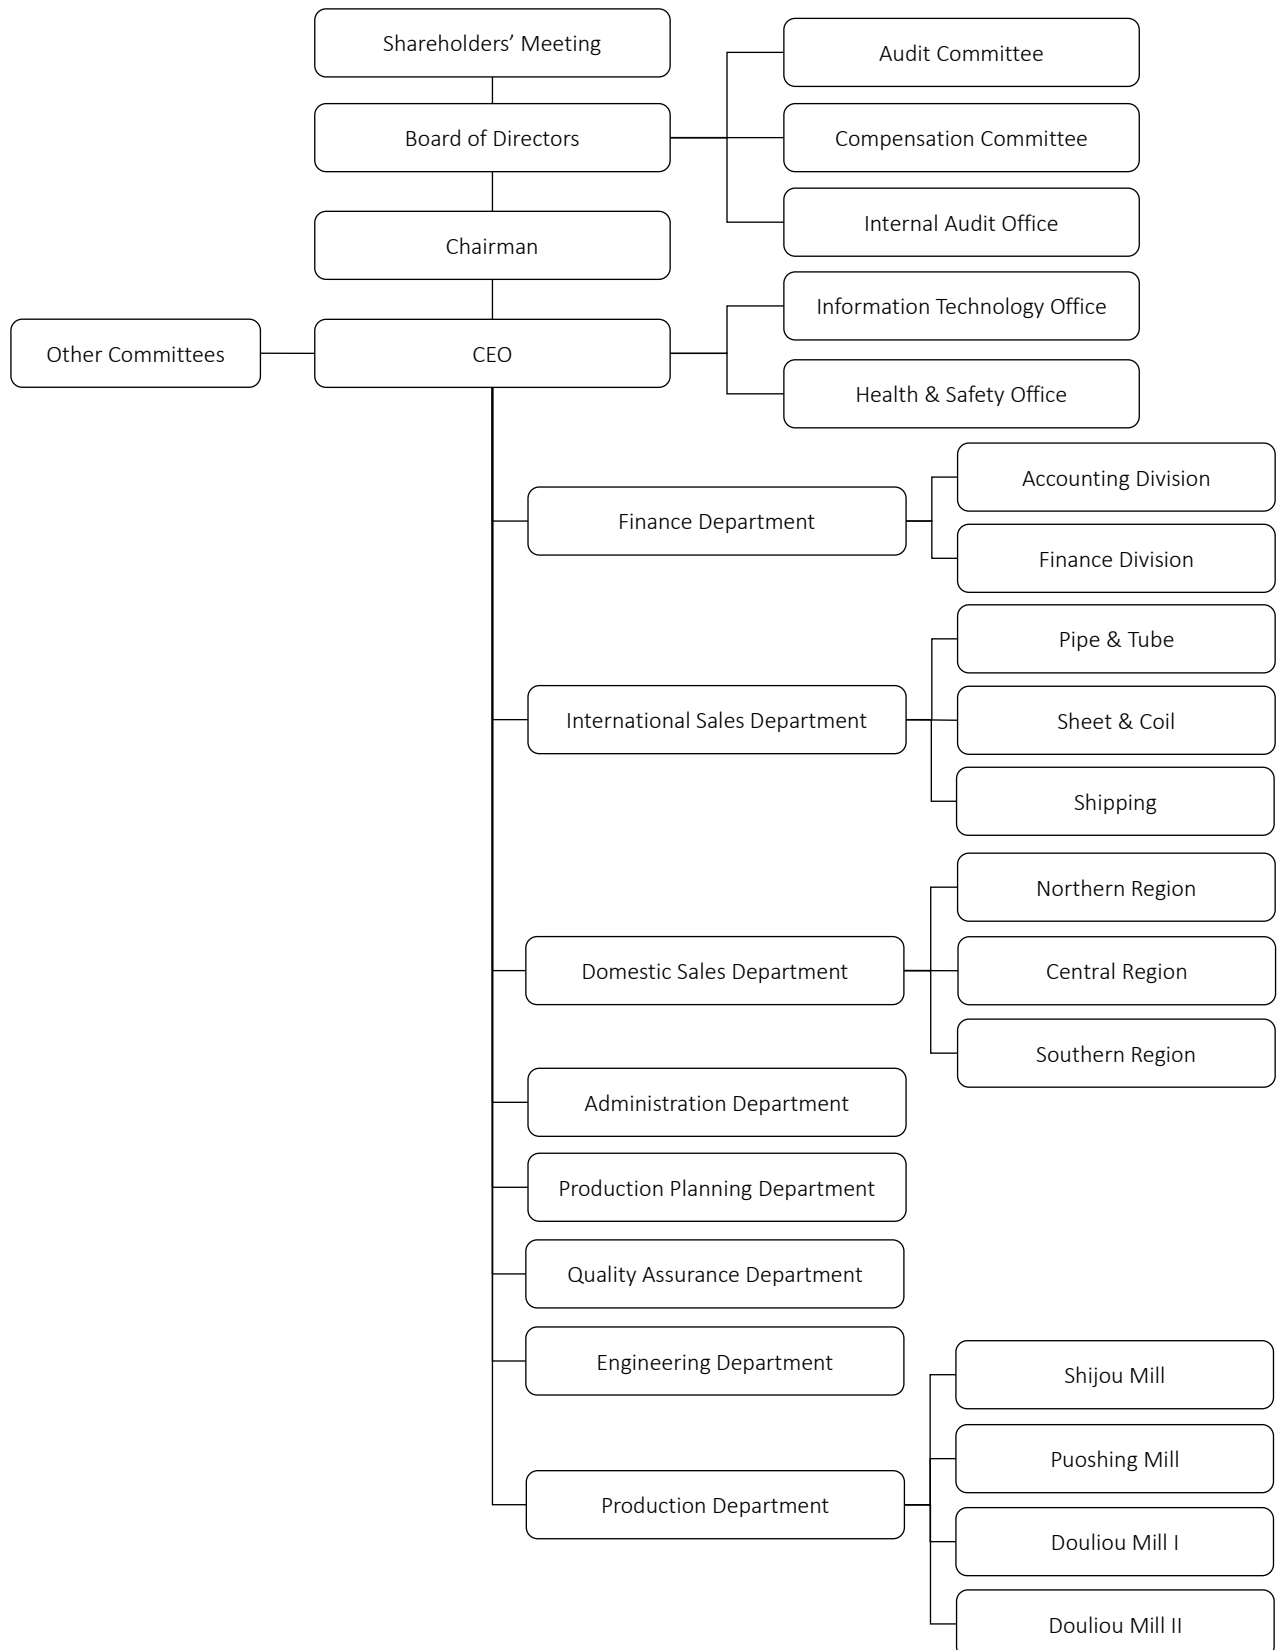 Shareholders’ Meeting
Audit Committee
Board of Directors
Compensation Committee
Internal Audit Office
Chairman
Information Technology Office
Other Committees
CEO
Health & Safety Office
Accounting Division
Finance Department
Finance Division
Pipe & Tube
International Sales Department
Sheet & Coil
Shipping
Northern Region
Domestic Sales Department
Central Region
Southern Region
Administration Department
Production Planning Department
Quality Assurance Department
Engineering Department
Shijou Mill
Puoshing Mill
Production Department
Douliou Mill I
Douliou Mill II